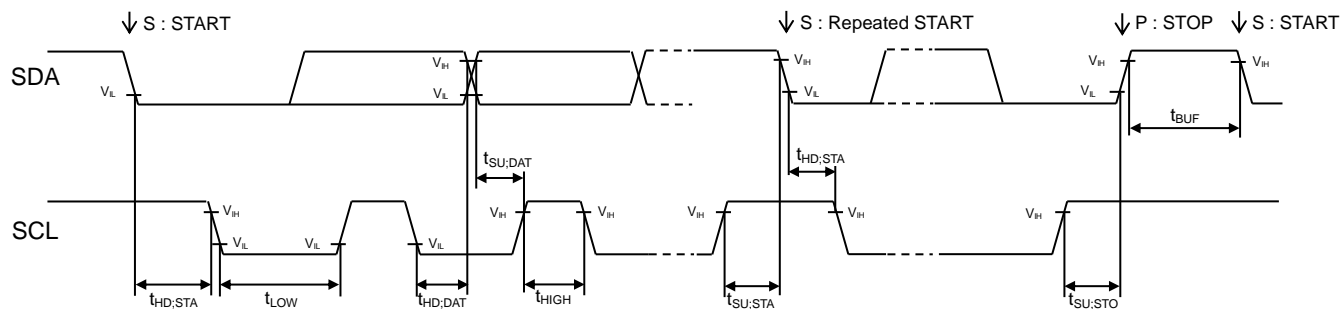 S : START
S : Repeated START
P : STOP
S : START
SDA
VIL
VIH
VIL
VIH
VIL
VIH
VIL
VIH
tBUF
tSU;DAT
tHD;STA
SCL
VIH
VIL
VIL
VIL
VIH
VIH
VIH
VIH
VIH
tHD;STA
tLOW
tHD;DAT
tHIGH
tSU;STA
tSU;STO